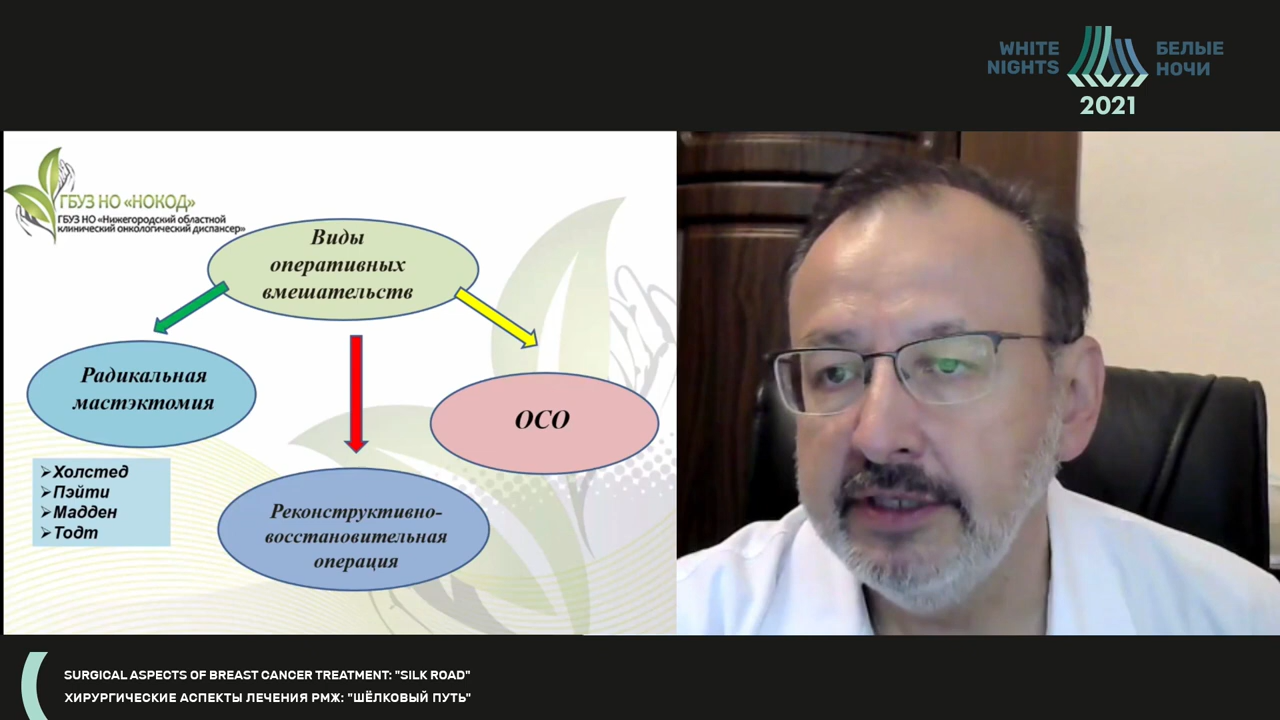 WHITE
NIGHTS
БЕЛЫЕ
НОЧИ
2021
ГБУЗ НО «НОКОД»
ГБУЗ НО «Нижегородский областной
клинический онкологический диспансер»
Виды
оперативных
вмешательств
Радикальная
мастэктомия
ОСО
➢Холстед
➢Пэйти
➢Мадден
➢Тодт
Реконструктивно-
восстановительная
операция
SURGICAL ASPECTS OF BREAST CANCER TREATMENT: "SILK ROAD"
ХИРУРГИЧЕСКИЕ АСПЕКТЫ ЛЕЧЕНИЯ РМЖ: "ШЁЛКОВЫЙ ПУТЬ"